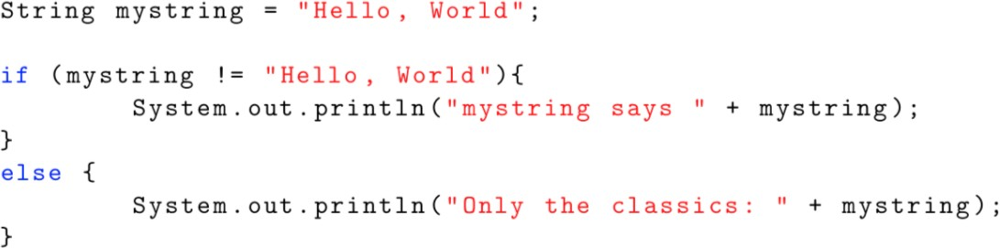 String mystring = "Hello, World";
if (mystring != "Hello, World"){
System.out.println("mystring says " + mystring);
}
else {
System.out.println("Only the classics: " + mystring);
}